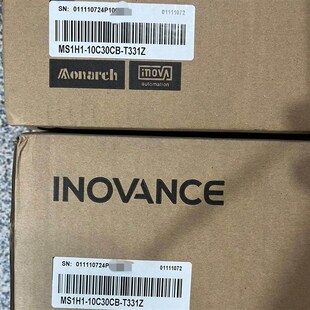 SN: 011110724P10
01111072
MS1H1-10C30CB-T331Z
Monarch
inovA
automation
INOVANCE
SN: 011110724P
01111072
MS1H1-10C30CB-T331Z